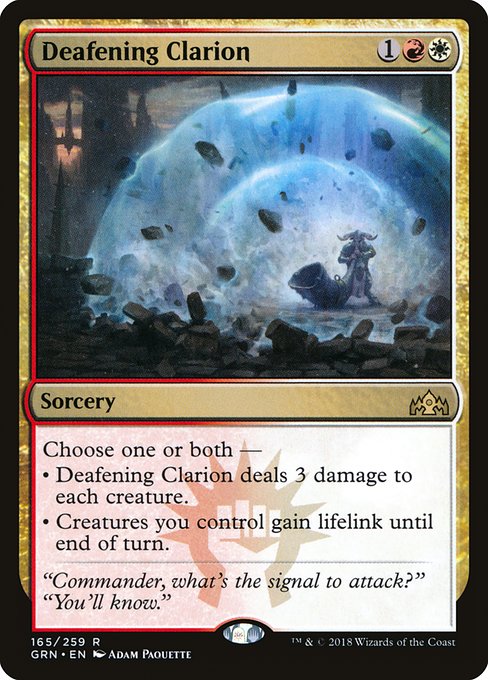 Deafening Clarion 1
Sorcery
Choose one or both —
• Deafening Clarion deals 3 damage to
each creature.
• Creatures you control gain lifelink until
end of turn.
“Commander, what’s the signal to attack?”
“You’ll know.”
165/259 R
GRN • EN Adam Paquette ™ & © 2018 Wizards of the Coast